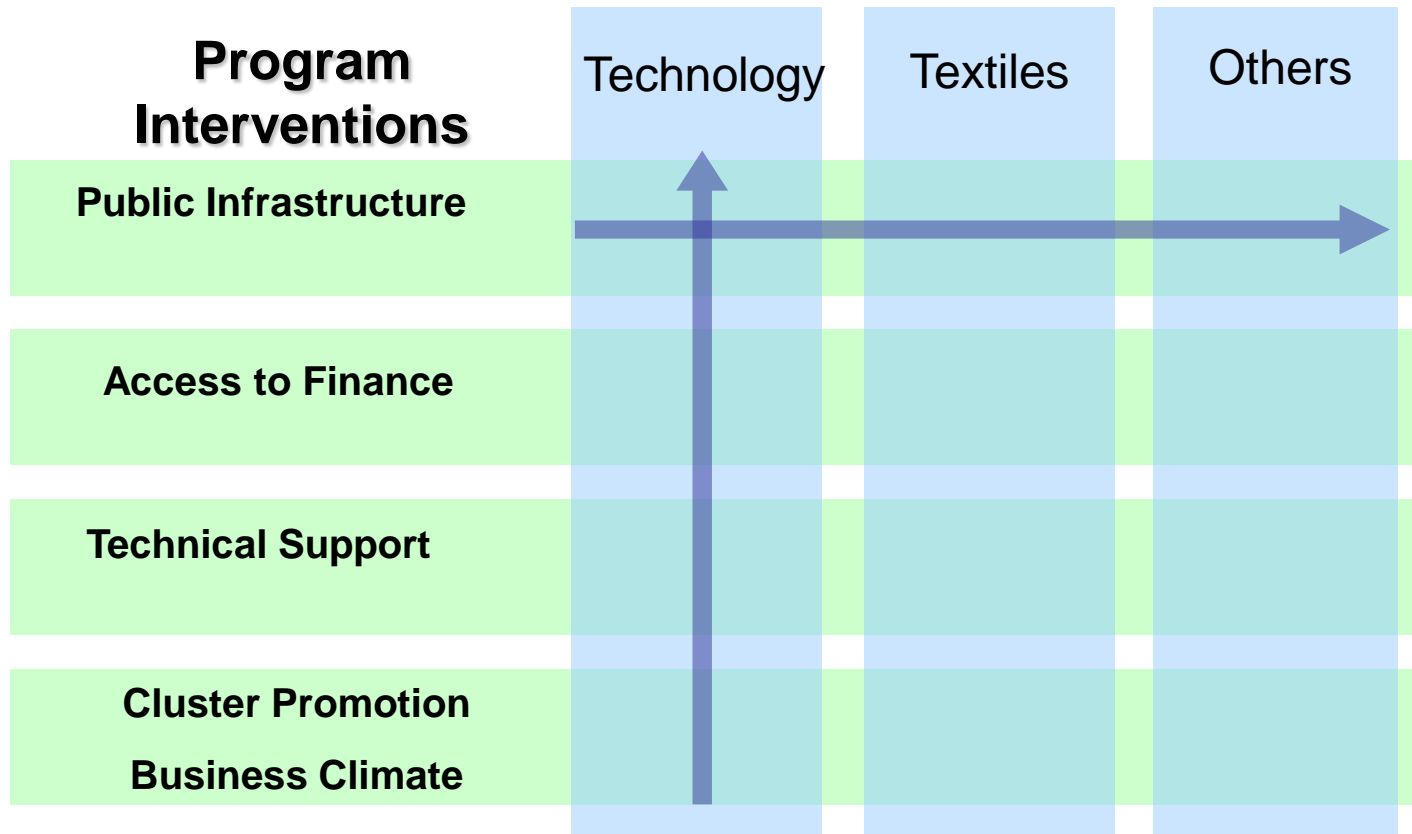 Program
Interventions
Technology
Textiles
Others
Public Infrastructure
Access to Finance
Technical Support
Cluster Promotion
Business Climate